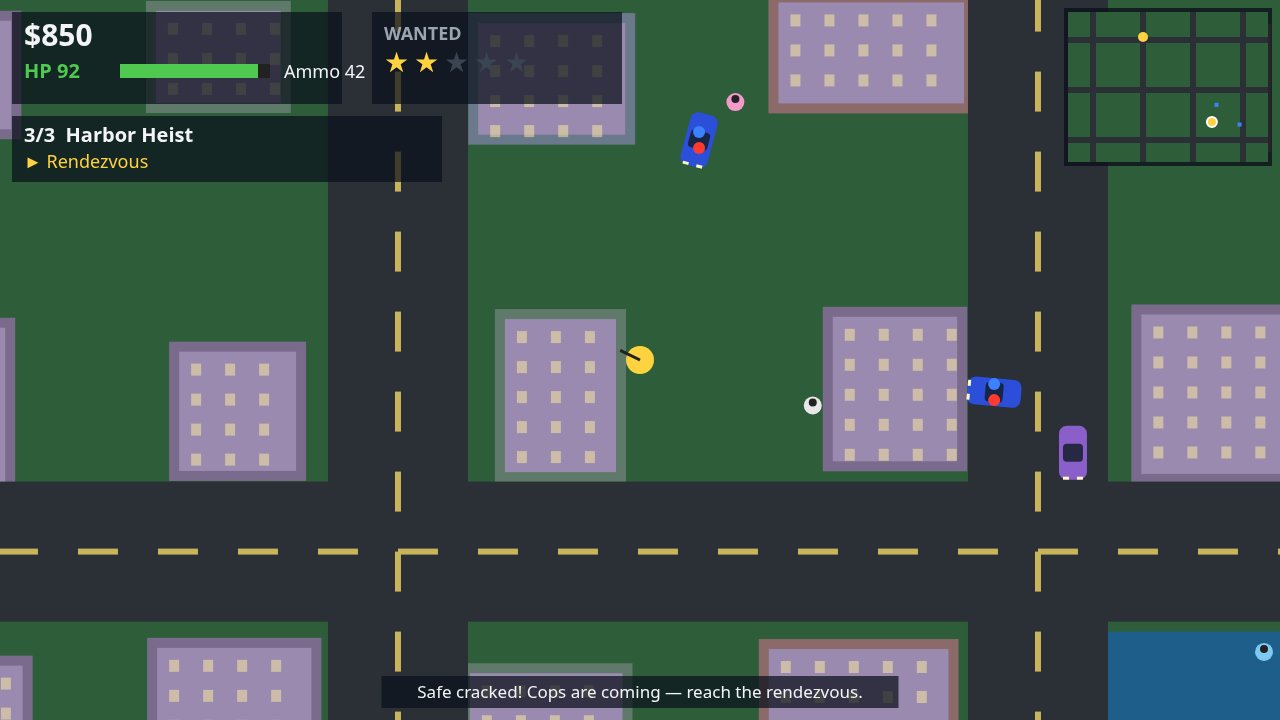 $850
HP 92
Ammo 42
WANTED
3/3 Harbor Heist
► Rendezvous
Safe cracked! Cops are coming — reach the rendezvous.